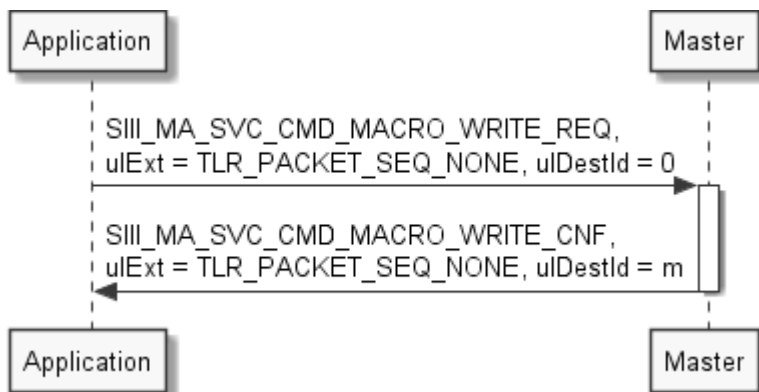 Application
Master
SIII_MA_SVC_CMD_MACRO_WRITE_REQ,
ulExt = TLR_PACKET_SEQ_NONE, ulDestId = 0
SIII_MA_SVC_CMD_MACRO_WRITE_CNF,
ulExt = TLR_PACKET_SEQ_NONE, ulDestId = m
Application
Master